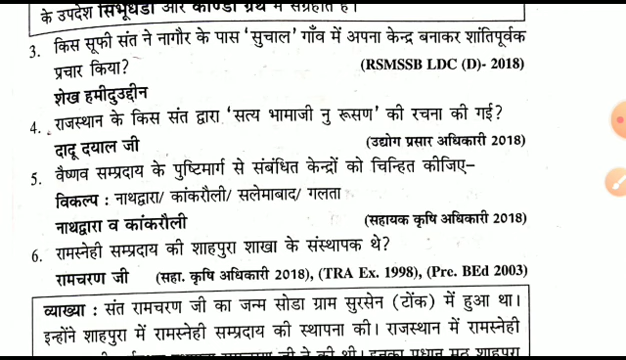 के उपदेश सिंभूधडा और कोण्डा ग्रंथ में संग्रहीत है।
3. किस सूफी संत ने नागौर के पास 'सुचाल' गाँव में अपना केन्द्र बनाकर शांतिपूर्वक
प्रचार किया? (RSMSSB LDC (D)- 2018)
शेख हमीदुउद्दीन
4. राजस्थान के किस संत द्वारा 'सत्य भामाजी नु रूसण' की रचना की गई?
दादू दयाल जी (उद्योग प्रसार अधिकारी 2018)
5. वैष्णव सम्प्रदाय के पुष्टिमार्ग से संबंधित केन्द्रों को चिन्हित कीजिए–
विकल्प : नाथद्वारा/ कांकरौली/ सलेमाबाद/ गलता
नाथद्वारा व कांकरौली (सहायक कृषि अधिकारी 2018)
6. रामस्नेही सम्प्रदाय की शाहपुरा शाखा के संस्थापक थे?
रामचरण जी (सहा. कृषि अधिकारी 2018), (TRA Ex. 1998), (Pre. BEd 2003)
व्याख्या : संत रामचरण जी का जन्म सोडा ग्राम सुरसेन (टोंक) में हुआ था।
इन्होंने शाहपुरा में रामस्नेही सम्प्रदाय की स्थापना की। राजस्थान में रामस्नेही